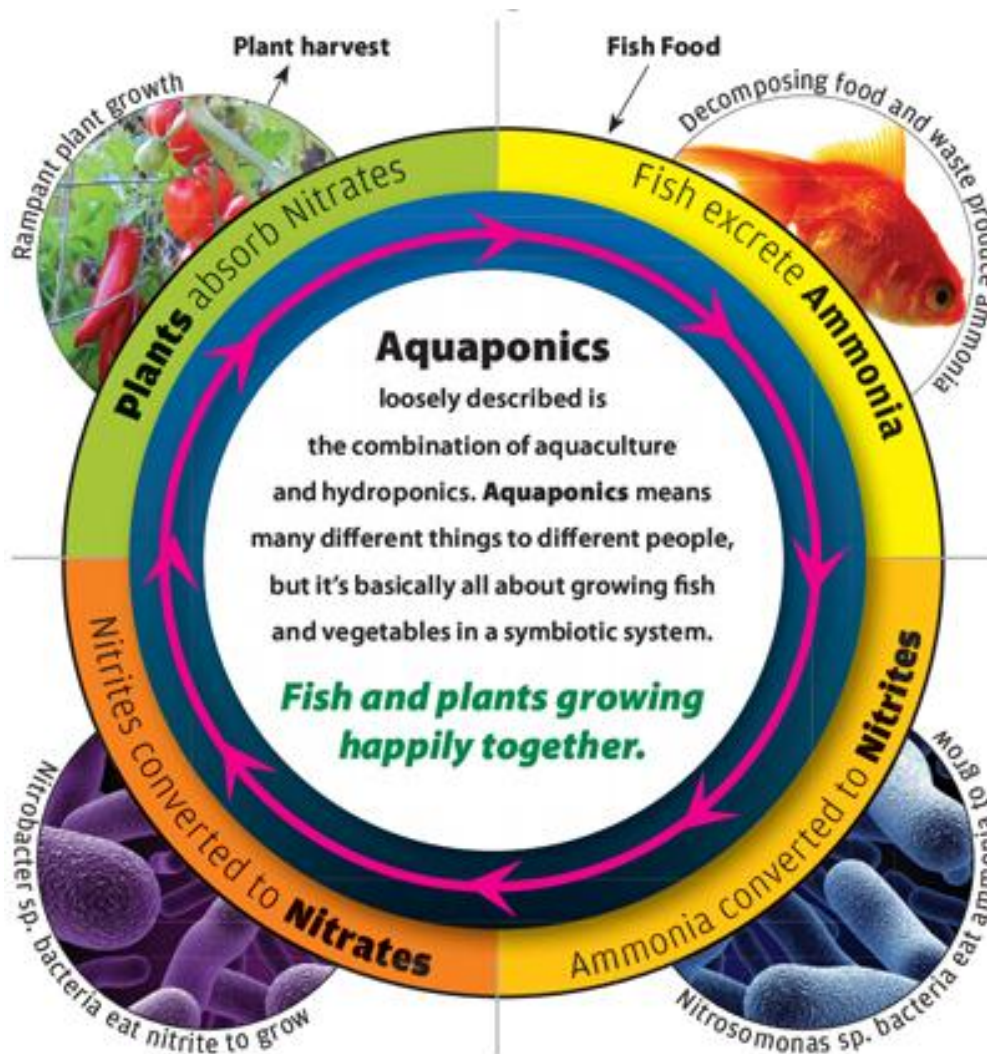 Plant harvest
Fish Food
Rampant plant growth
Decomposing food and waste produce ammonia
Plants absorb Nitrates
Fish excrete Ammonia
Aquaponics
loosely described is
the combination of aquaculture
and hydroponics. Aquaponics means
many different things to different people,
but it's basically all about growing fish
and vegetables in a symbiotic system.
Fish and plants growing
happily together.
Nitrites converted to Nitrates
Ammonia converted to Nitrites
Nitrobacter sp. bacteria eat nitrite to grow
Nitrosomonas sp. bacteria eat ammonia to grow